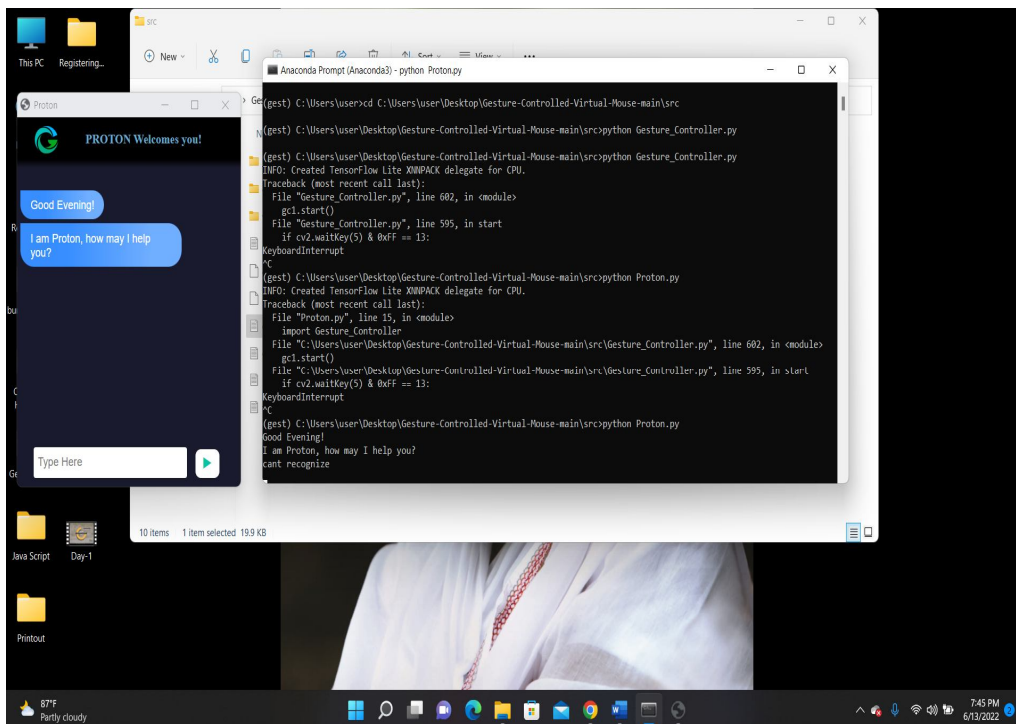 This PC
Registering...
src
New
Sort
View
Proton
PROTON Welcomes you!
Good Evening!
I am Proton, how may I help
you?
Type Here
Anaconda Prompt (Anaconda3) - python Proton.py
(gest) C:\Users\user>cd C:\Users\user\Desktop\Gesture-Controlled-Virtual-Mouse-main\src
(gest) C:\Users\user\Desktop\Gesture-Controlled-Virtual-Mouse-main\src>python Gesture_Controller.py
(gest) C:\Users\user\Desktop\Gesture-Controlled-Virtual-Mouse-main\src>python Gesture_Controller.py
INFO: Created TensorFlow Lite XNNPACK delegate for CPU.
Traceback (most recent call last):
File "Gesture_Controller.py", line 602, in <module>
gc1.start()
File "Gesture_Controller.py", line 595, in start
if cv2.waitKey(5) & 0xFF == 13:
KeyboardInterrupt
^C
(gest) C:\Users\user\Desktop\Gesture-Controlled-Virtual-Mouse-main\src>python Proton.py
INFO: Created TensorFlow Lite XNNPACK delegate for CPU.
Traceback (most recent call last):
File "Proton.py", line 15, in <module>
import Gesture_Controller
File "C:\Users\user\Desktop\Gesture-Controlled-Virtual-Mouse-main\src\Gesture_Controller.py", line 602, in <module>
gc1.start()
File "C:\Users\user\Desktop\Gesture-Controlled-Virtual-Mouse-main\src\Gesture_Controller.py", line 595, in start
if cv2.waitKey(5) & 0xFF == 13:
KeyboardInterrupt
^C
(gest) C:\Users\user\Desktop\Gesture-Controlled-Virtual-Mouse-main\src>python Proton.py
Good Evening!
I am Proton, how may I help you?
cant recognize
10 items 1 item selected 19.9 KB
Java Script
Day-1
Printout
87°F
Partly cloudy
7:45 PM
6/13/2022
2